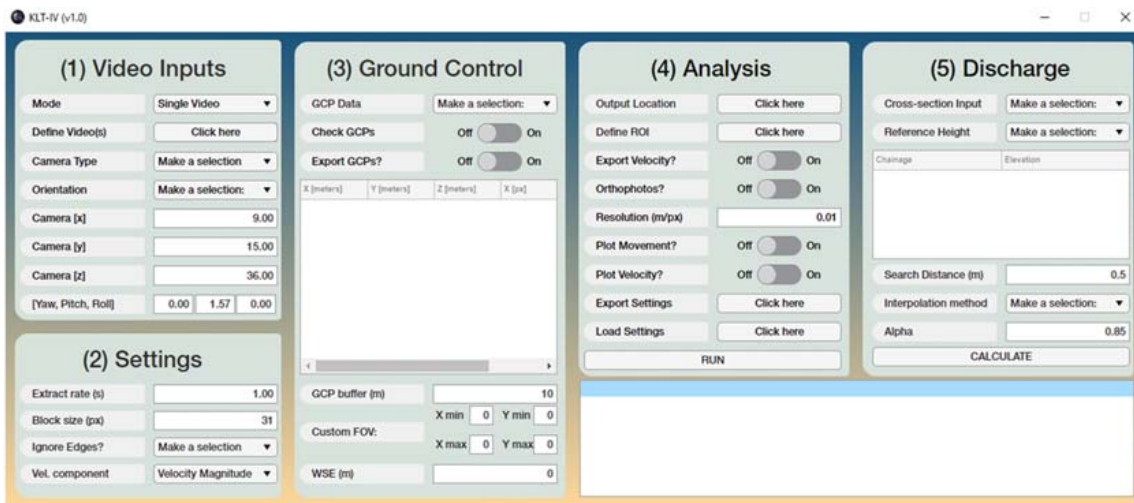 KLT-IV (v1.0)
(1) Video Inputs
Mode Single Video
Define Video(s) Click here
Camera Type Make a selection
Orientation Make a selection:
Camera [x] 9.00
Camera [y] 15.00
Camera [z] 36.00
[Yaw, Pitch, Roll] 0.00 1.57 0.00
(2) Settings
Extract rate (s) 1.00
Block size (px) 31
Ignore Edges? Make a selection
Vel. component Velocity Magnitude
(3) Ground Control
GCP Data Make a selection:
Check GCPs Off On
Export GCPs? Off On
X [meters] Y [meters] Z [meters] X [px]
GCP buffer (m) 10
X min 0 Y min 0
Custom FOV:
X max 0 Y max 0
WSE (m) 0
(4) Analysis
Output Location Click here
Define ROI Click here
Export Velocity? Off On
Orthophotos? Off On
Resolution (m/px) 0.01
Plot Movement? Off On
Plot Velocity? Off On
Export Settings Click here
Load Settings Click here
RUN
(5) Discharge
Cross-section Input Make a selection:
Reference Height Make a selection:
Chainage Elevation
Search Distance (m) 0.5
Interpolation method Make a selection:
Alpha 0.85
CALCULATE